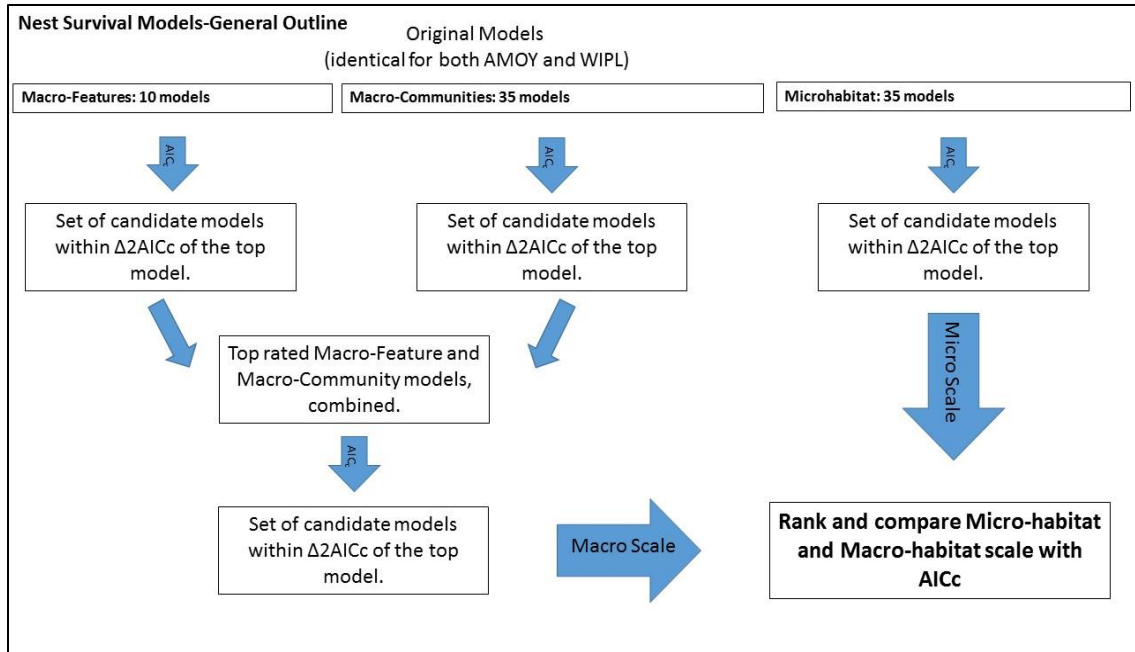 Nest Survival Models-General Outline
Original Models
(identical for both AMOY and WIPL)
Macro-Features: 10 models
Macro-Communities: 35 models
Microhabitat: 35 models
AICc
AICc
AICc
Set of candidate models
within Δ2AICc of the top
model.
Set of candidate models
within Δ2AICc of the top
model.
Set of candidate models
within Δ2AICc of the top
model.
Top rated Macro-Feature and
Macro-Community models,
combined.
Micro Scale
AICc
Set of candidate models
within Δ2AICc of the top
model.
Macro Scale
Rank and compare Micro-habitat
and Macro-habitat scale with
AICc